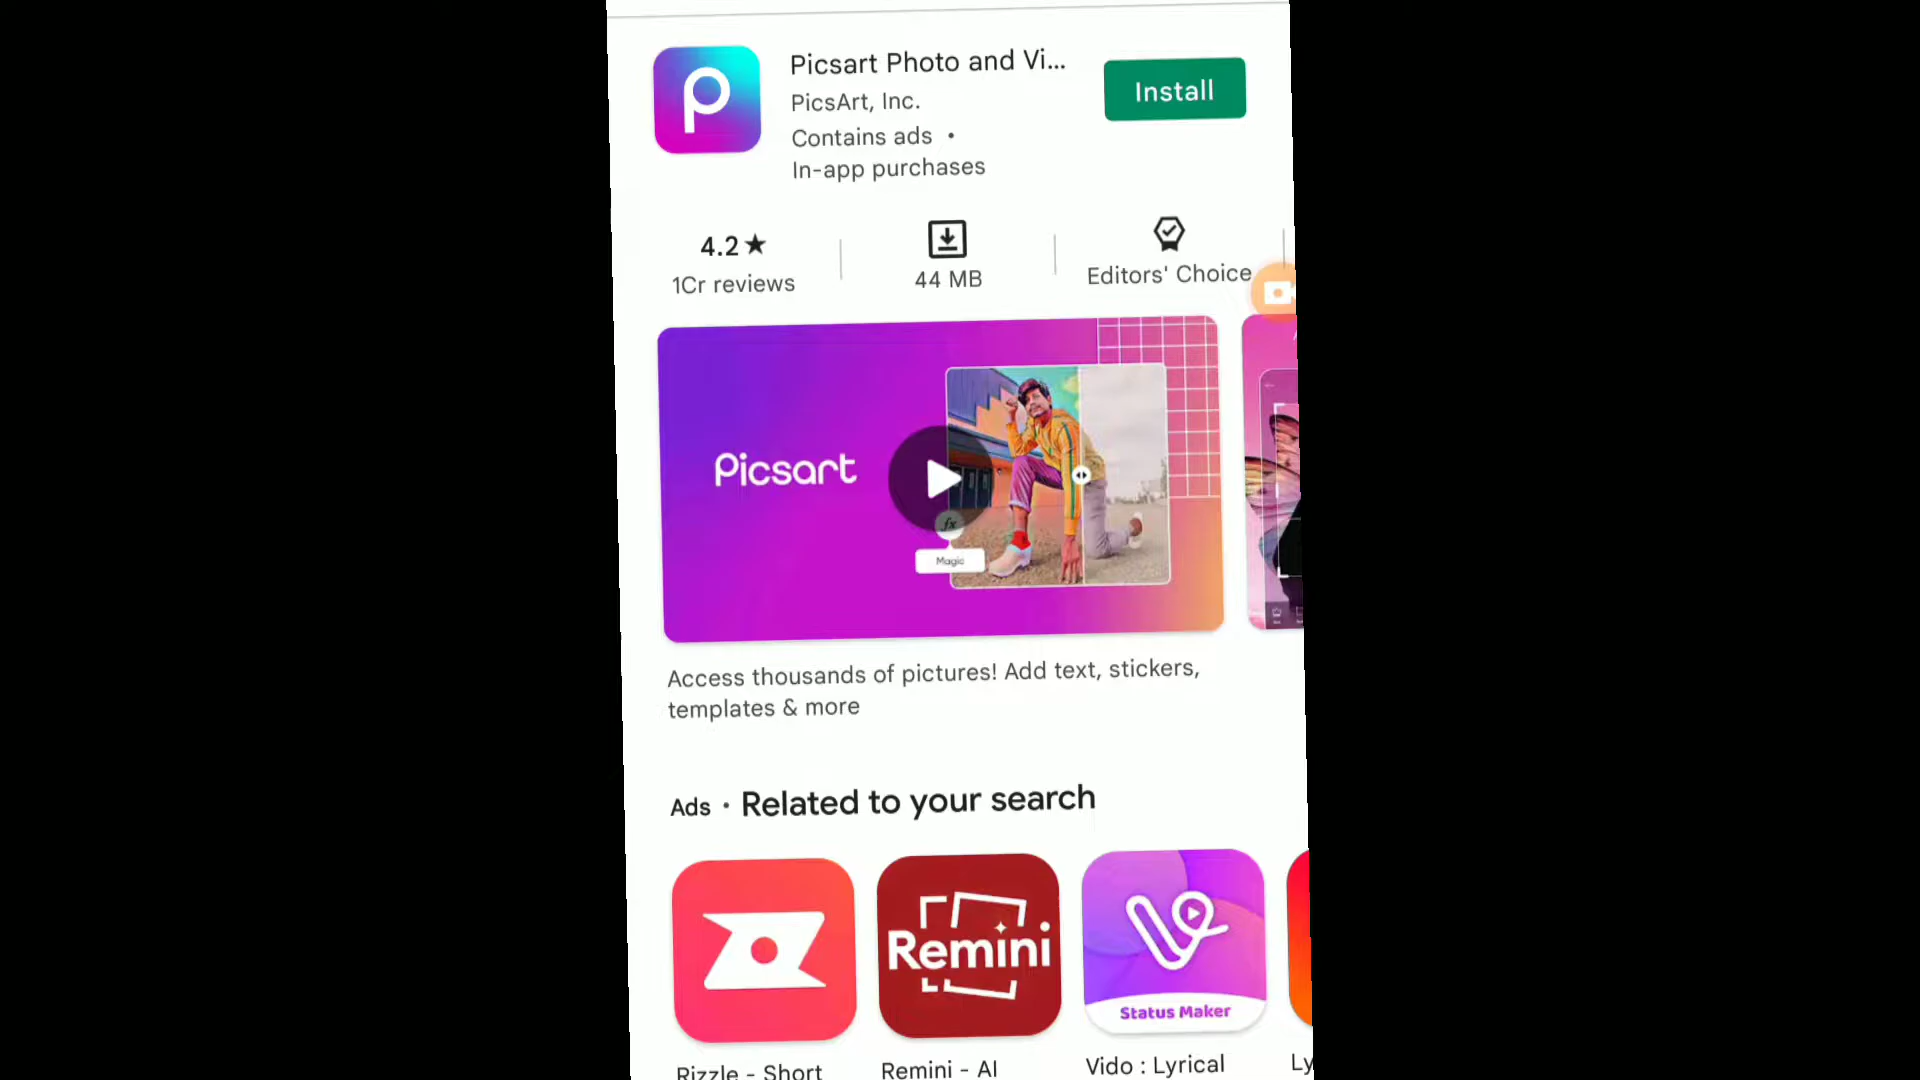 Picsart Photo and Vi...
PicsArt, Inc.
Contains ads •
In-app purchases
Install
4.2★
1Cr reviews
44 MB
Editors' Choice
Picsart
fx
Magic
Access thousands of pictures! Add text, stickers,
templates & more
Ads • Related to your search
Remini
Status Maker
Rizzle - Short
Remini - AI
Vido : Lyrical
Ly